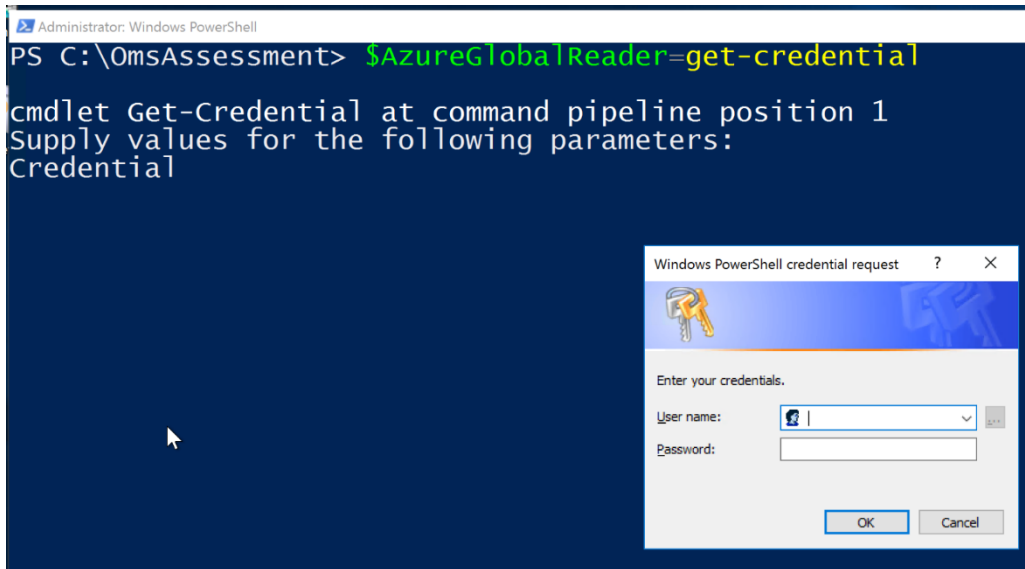 Administrator: Windows PowerShell
PS C:\OmsAssessment> $AzureGlobalReader=get-credential
cmdlet Get-Credential at command pipeline position 1
Supply values for the following parameters:
Credential
Windows PowerShell credential request ? ✕
Enter your credentials.
User name:
...
Password:
OK Cancel